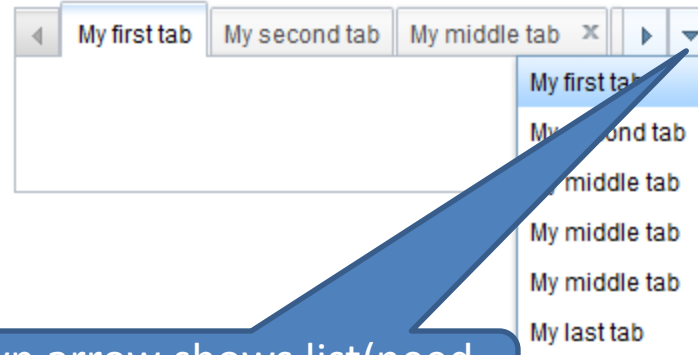 My first tab My second tab My middle tab x
My first tab
tab
middle tab
My middle tab
My middle tab
My last tab
arrow shows list(need